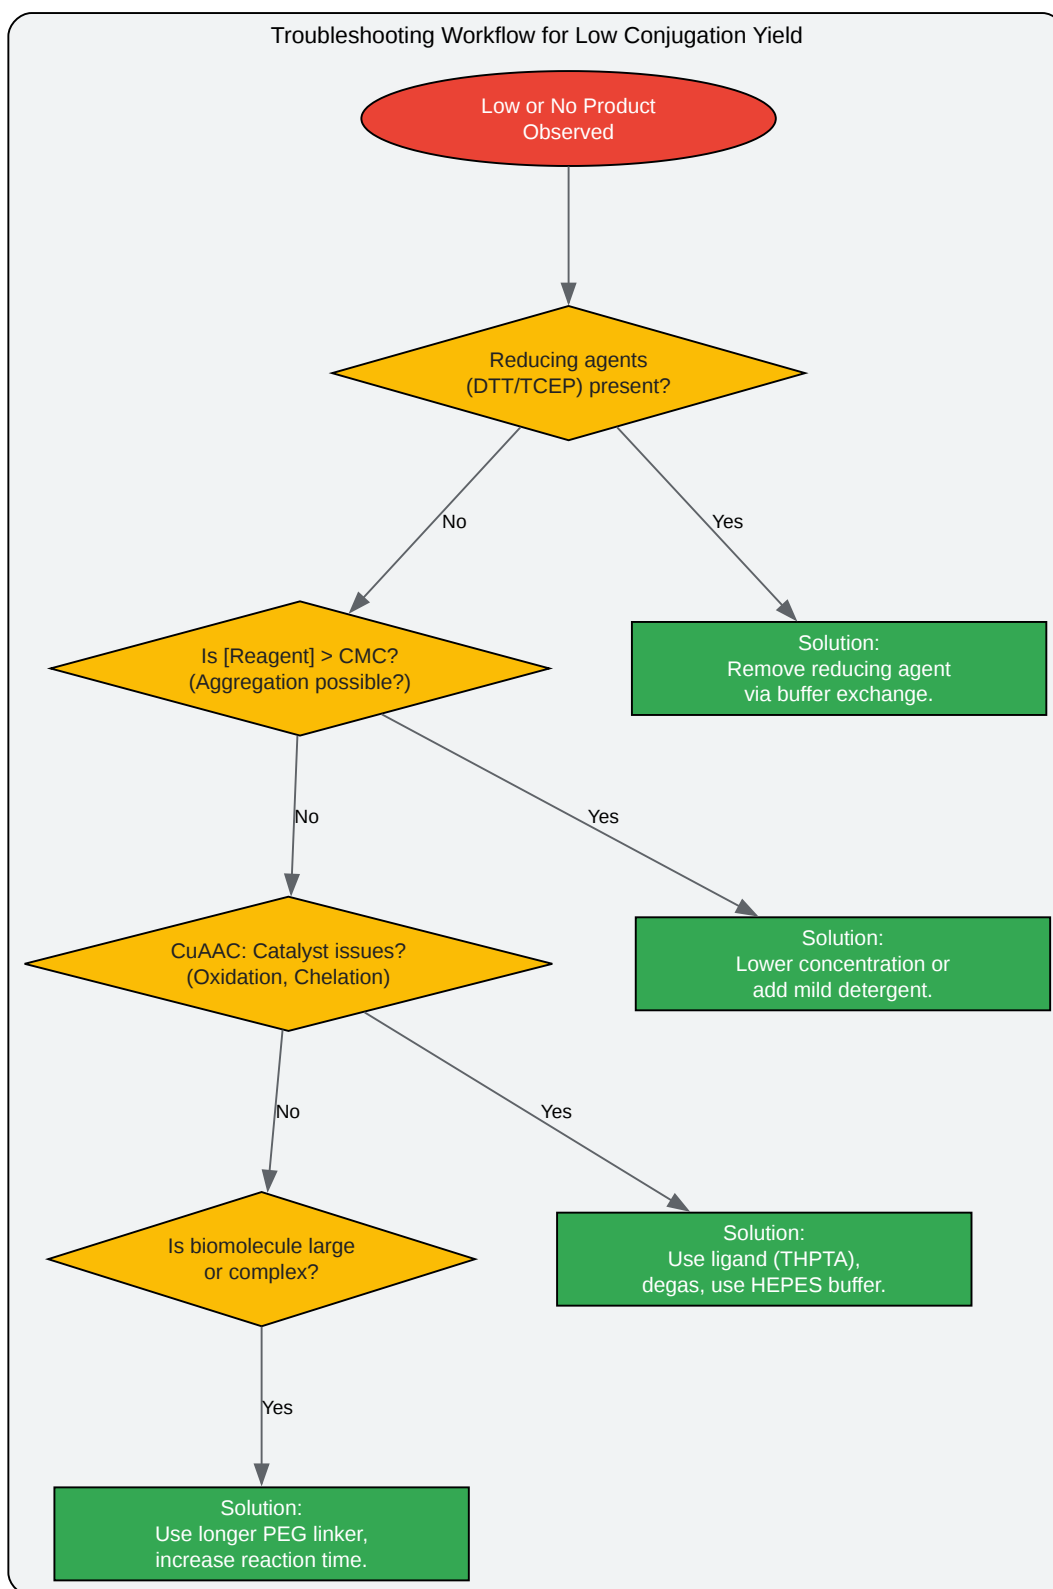 Troubleshooting Workflow for Low Conjugation Yield
Low or No Product
Observed
Reducing agents
(DTT/TCEP) present?
No
Yes
Is [Reagent] > CMC?
(Aggregation possible?)
Solution:
Remove reducing agent
via buffer exchange.
No
Yes
CuAAC: Catalyst issues?
(Oxidation, Chelation)
Solution:
Lower concentration or
add mild detergent.
No
Yes
Is biomolecule large
or complex?
Solution:
Use ligand (THPTA),
degas, use HEPES buffer.
Yes
Solution:
Use longer PEG linker,
increase reaction time.